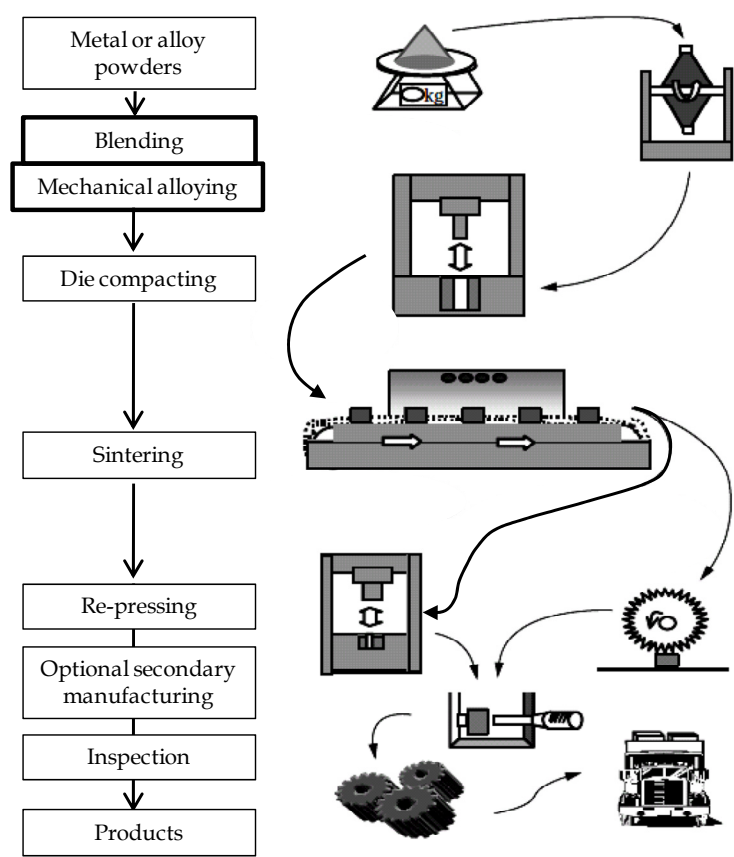 Metal or alloy
powders
kg
Blending
Mechanical alloying
Die compacting
Sintering
Re-pressing
Optional secondary
manufacturing
Inspection
Products